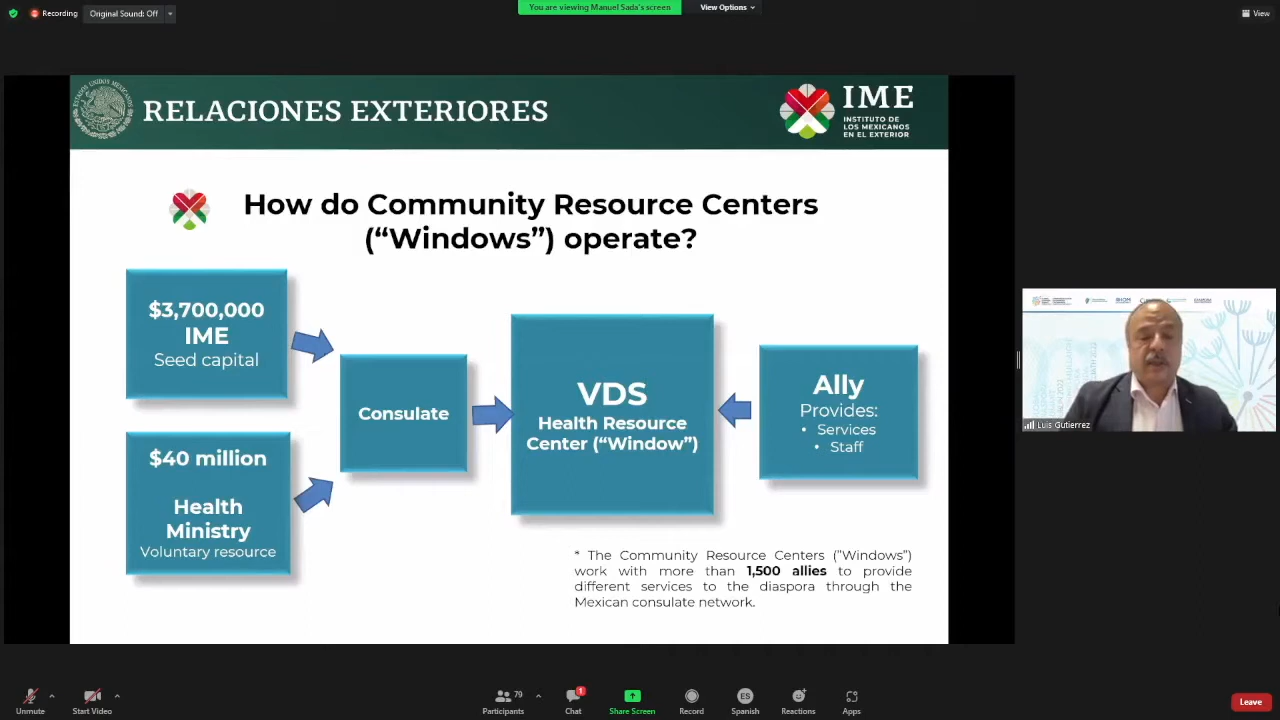 Recording
Original Sound: Off
You are viewing Manuel Sada's screen
View Options
View
RELACIONES EXTERIORES
IME
INSTITUTO DE
LOS MEXICANOS
EN EL EXTERIOR
How do Community Resource Centers
(“Windows”) operate?
$3,700,000
IME
Seed capital
$40 million
Health
Ministry
Voluntary resource
Consulate
VDS
Health Resource
Center (“Window”)
Ally
Provides:
• Services
• Staff
* The Community Resource Centers ("Windows")
work with more than 1,500 allies to provide
different services to the diaspora through the
Mexican consulate network.
Luis Gutierrez
Unmute
Start Video
79
Participants
1
Chat
Share Screen
Record
ES
Spanish
Reactions
Apps
Leave